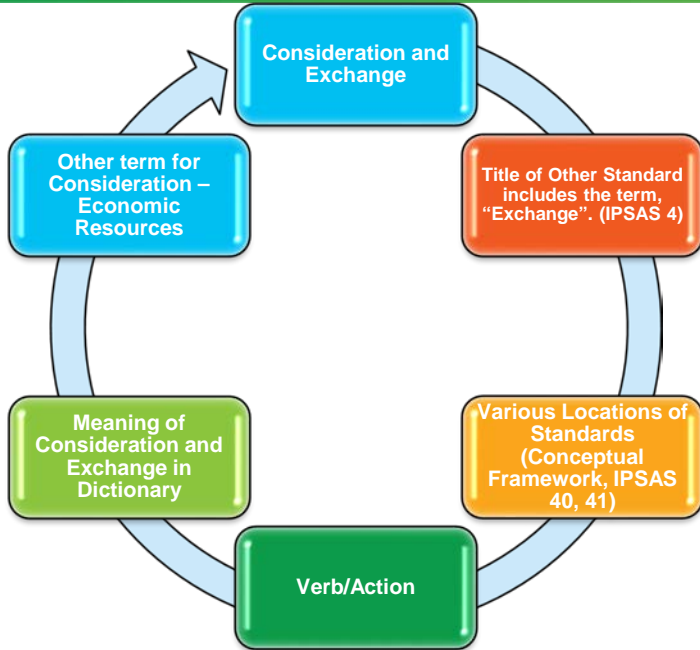 Consideration and
Exchange
Title of Other Standard
includes the term,
“Exchange”. (IPSAS 4)
Various Locations of
Standards
(Conceptual
Framework, IPSAS
40, 41)
Verb/Action
Meaning of
Consideration and
Exchange in
Dictionary
Other term for
Consideration –
Economic
Resources